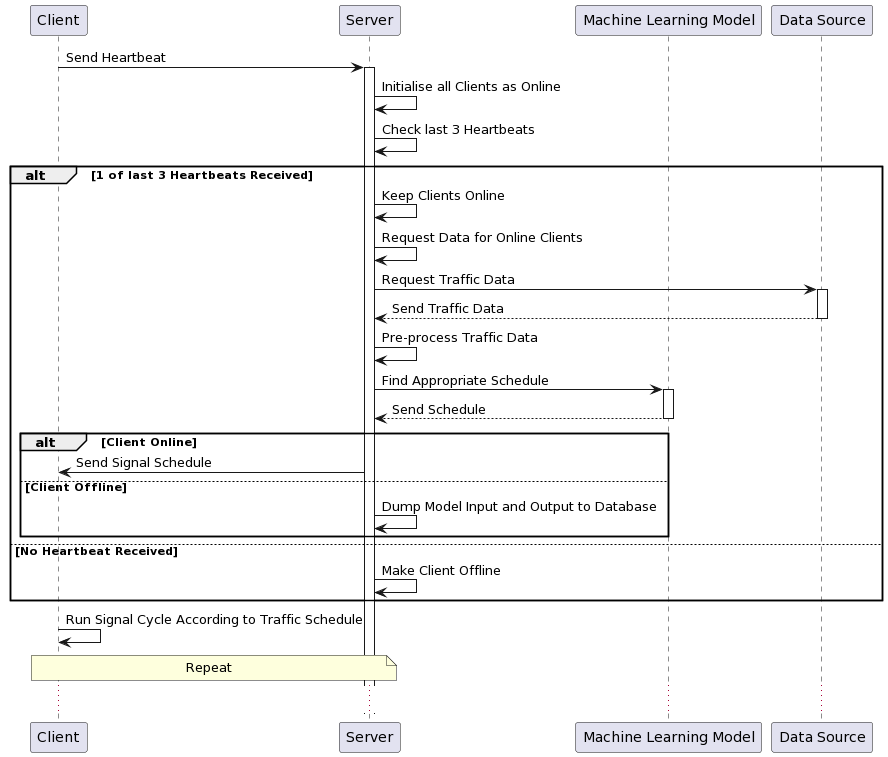 Client
Server
Machine Learning Model
Data Source
Send Heartbeat
Initialise all Clients as Online
Check last 3 Heartbeats
alt [1 of last 3 Heartbeats Received]
Keep Clients Online
Request Data for Online Clients
Request Traffic Data
Send Traffic Data
Pre-process Traffic Data
Find Appropriate Schedule
Send Schedule
alt [Client Online]
Send Signal Schedule
[Client Offline]
Dump Model Input and Output to Database
[No Heartbeat Received]
Make Client Offline
Run Signal Cycle According to Traffic Schedule
Repeat
Client
Server
Machine Learning Model
Data Source